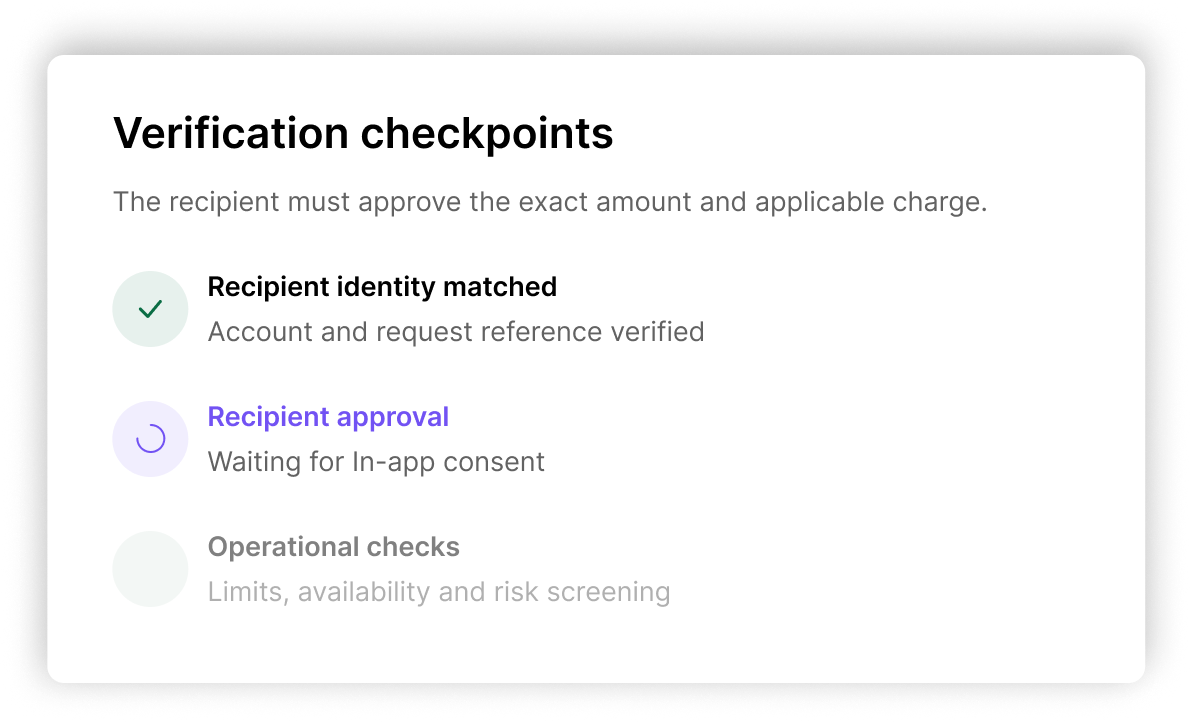 Verification checkpoints
The recipient must approve the exact amount and applicable charge.
Recipient identity matched
Account and request reference verified
Recipient approval
Waiting for In-app consent
Operational checks
Limits, availability and risk screening